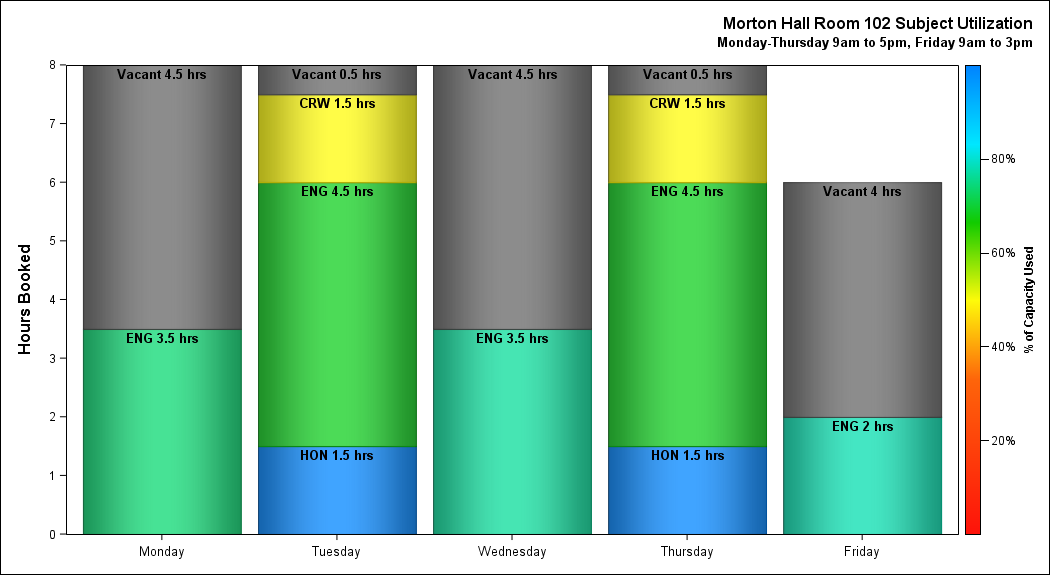 Morton Hall Room 102 Subject Utilization
Monday-Thursday 9am to 5pm, Friday 9am to 3pm
Hours Booked
8
7
6
5
4
3
2
1
0
Vacant 4.5 hrs
ENG 3.5 hrs
Vacant 0.5 hrs
CRW 1.5 hrs
ENG 4.5 hrs
HON 1.5 hrs
Vacant 4.5 hrs
ENG 3.5 hrs
Vacant 0.5 hrs
CRW 1.5 hrs
ENG 4.5 hrs
HON 1.5 hrs
Vacant 4 hrs
ENG 2 hrs
Monday
Tuesday
Wednesday
Thursday
Friday
80%
60%
40%
20%
% of Capacity Used